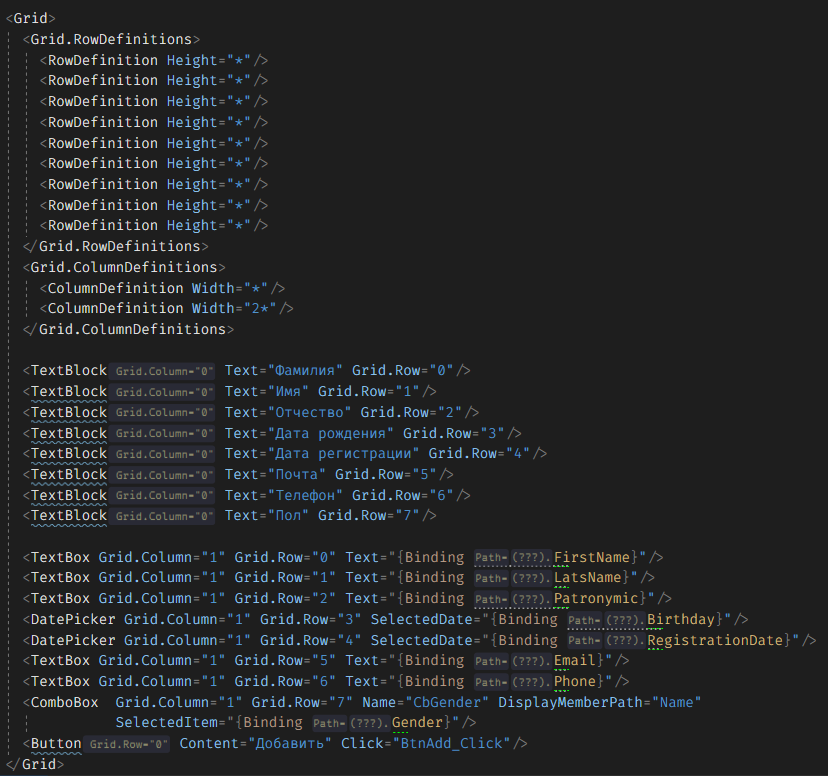 <Grid>
<Grid.RowDefinitions>
<RowDefinition Height="*"/>
<RowDefinition Height="*"/>
<RowDefinition Height="*"/>
<RowDefinition Height="*"/>
<RowDefinition Height="*"/>
<RowDefinition Height="*"/>
<RowDefinition Height="*"/>
<RowDefinition Height="*"/>
<RowDefinition Height="*"/>
</Grid.RowDefinitions>
<Grid.ColumnDefinitions>
<ColumnDefinition Width="*"/>
<ColumnDefinition Width="2*"/>
</Grid.ColumnDefinitions>
<TextBlock Grid.Column="0" Text="Фамилия" Grid.Row="0"/>
<TextBlock Grid.Column="0" Text="Имя" Grid.Row="1"/>
<TextBlock Grid.Column="0" Text="Отчество" Grid.Row="2"/>
<TextBlock Grid.Column="0" Text="Дата рождения" Grid.Row="3"/>
<TextBlock Grid.Column="0" Text="Дата регистрации" Grid.Row="4"/>
<TextBlock Grid.Column="0" Text="Почта" Grid.Row="5"/>
<TextBlock Grid.Column="0" Text="Телефон" Grid.Row="6"/>
<TextBlock Grid.Column="0" Text="Пол" Grid.Row="7"/>
<TextBox Grid.Column="1" Grid.Row="0" Text="{Binding Path= (???). FirstName}"/>
<TextBox Grid.Column="1" Grid.Row="1" Text="{Binding Path= (???). LatsName}"/>
<TextBox Grid.Column="1" Grid.Row="2" Text="{Binding Path= (???). Patronymic}"/>
<DatePicker Grid.Column="1" Grid.Row="3" SelectedDate="{Binding Path= (???). Birthday}"/>
<DatePicker Grid.Column="1" Grid.Row="4" SelectedDate="{Binding Path= (???). RegistrationDate}"/>
<TextBox Grid.Column="1" Grid.Row="5" Text="{Binding Path= (???). Email}"/>
<TextBox Grid.Column="1" Grid.Row="6" Text="{Binding Path= (???). Phone}"/>
<ComboBox Grid.Column="1" Grid.Row="7" Name="CbGender" DisplayMemberPath="Name"
SelectedItem="{Binding Path= (???). Gender}"/>
<Button Grid.Row="0" Content="Добавить" Click="BtnAdd_Click"/>
</Grid>